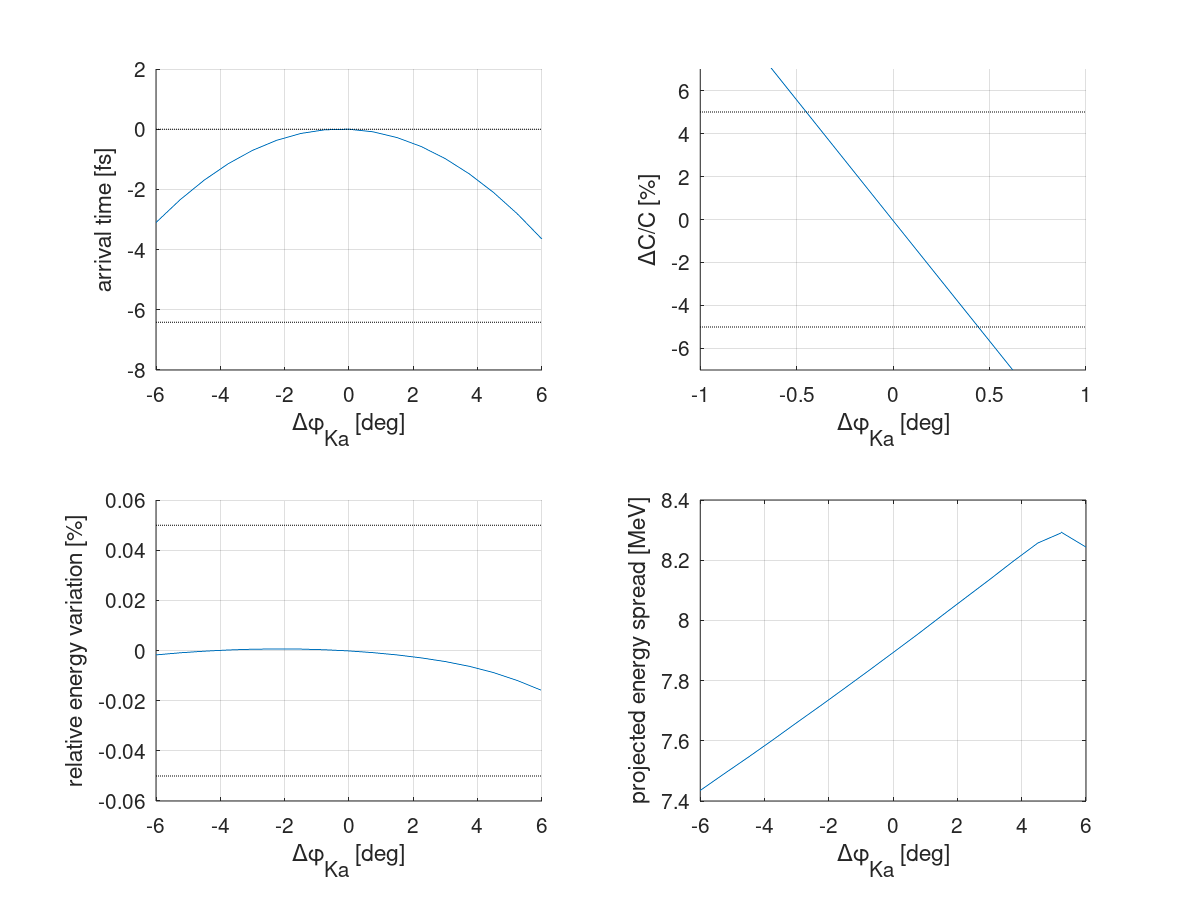 2
0
-2
-4
-6
-8
arrival time [fs]
-6 -4 -2 0 2 4 6
Δφ_Ka [deg]
6
4
2
0
-2
-4
-6
ΔC/C [%]
-1 -0.5 0 0.5 1
Δφ_Ka [deg]
0.06
0.04
0.02
0
-0.02
-0.04
-0.06
relative energy variation [%]
-6 -4 -2 0 2 4 6
Δφ_Ka [deg]
8.4
8.2
8
7.8
7.6
7.4
projected energy spread [MeV]
-6 -4 -2 0 2 4 6
Δφ_Ka [deg]